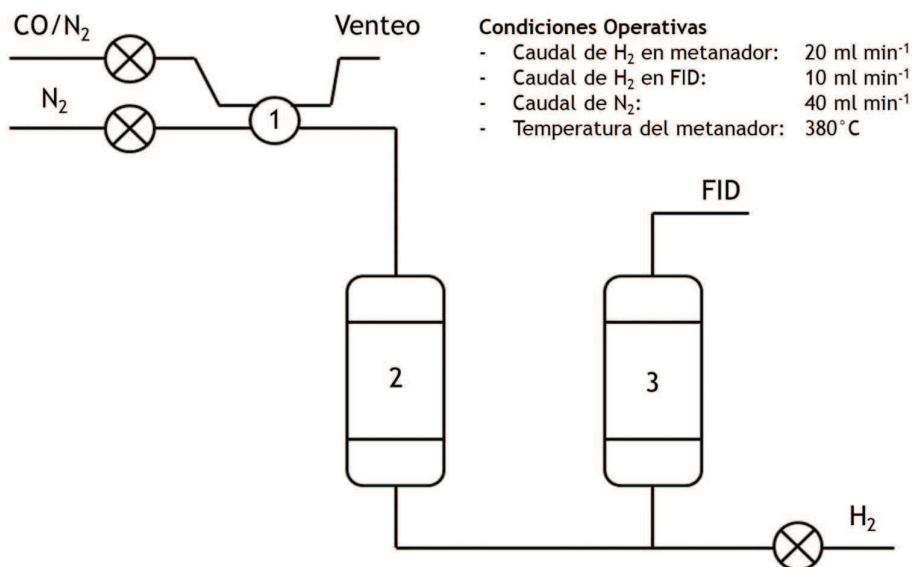 CO/N₂
Venteo
N₂
1
Condiciones Operativas
- Caudal de H₂ en metanador: 20 ml min⁻¹
- Caudal de H₂ en FID: 10 ml min⁻¹
- Caudal de N₂: 40 ml min⁻¹
- Temperatura del metanador: 380°C
FID
2
3
H₂